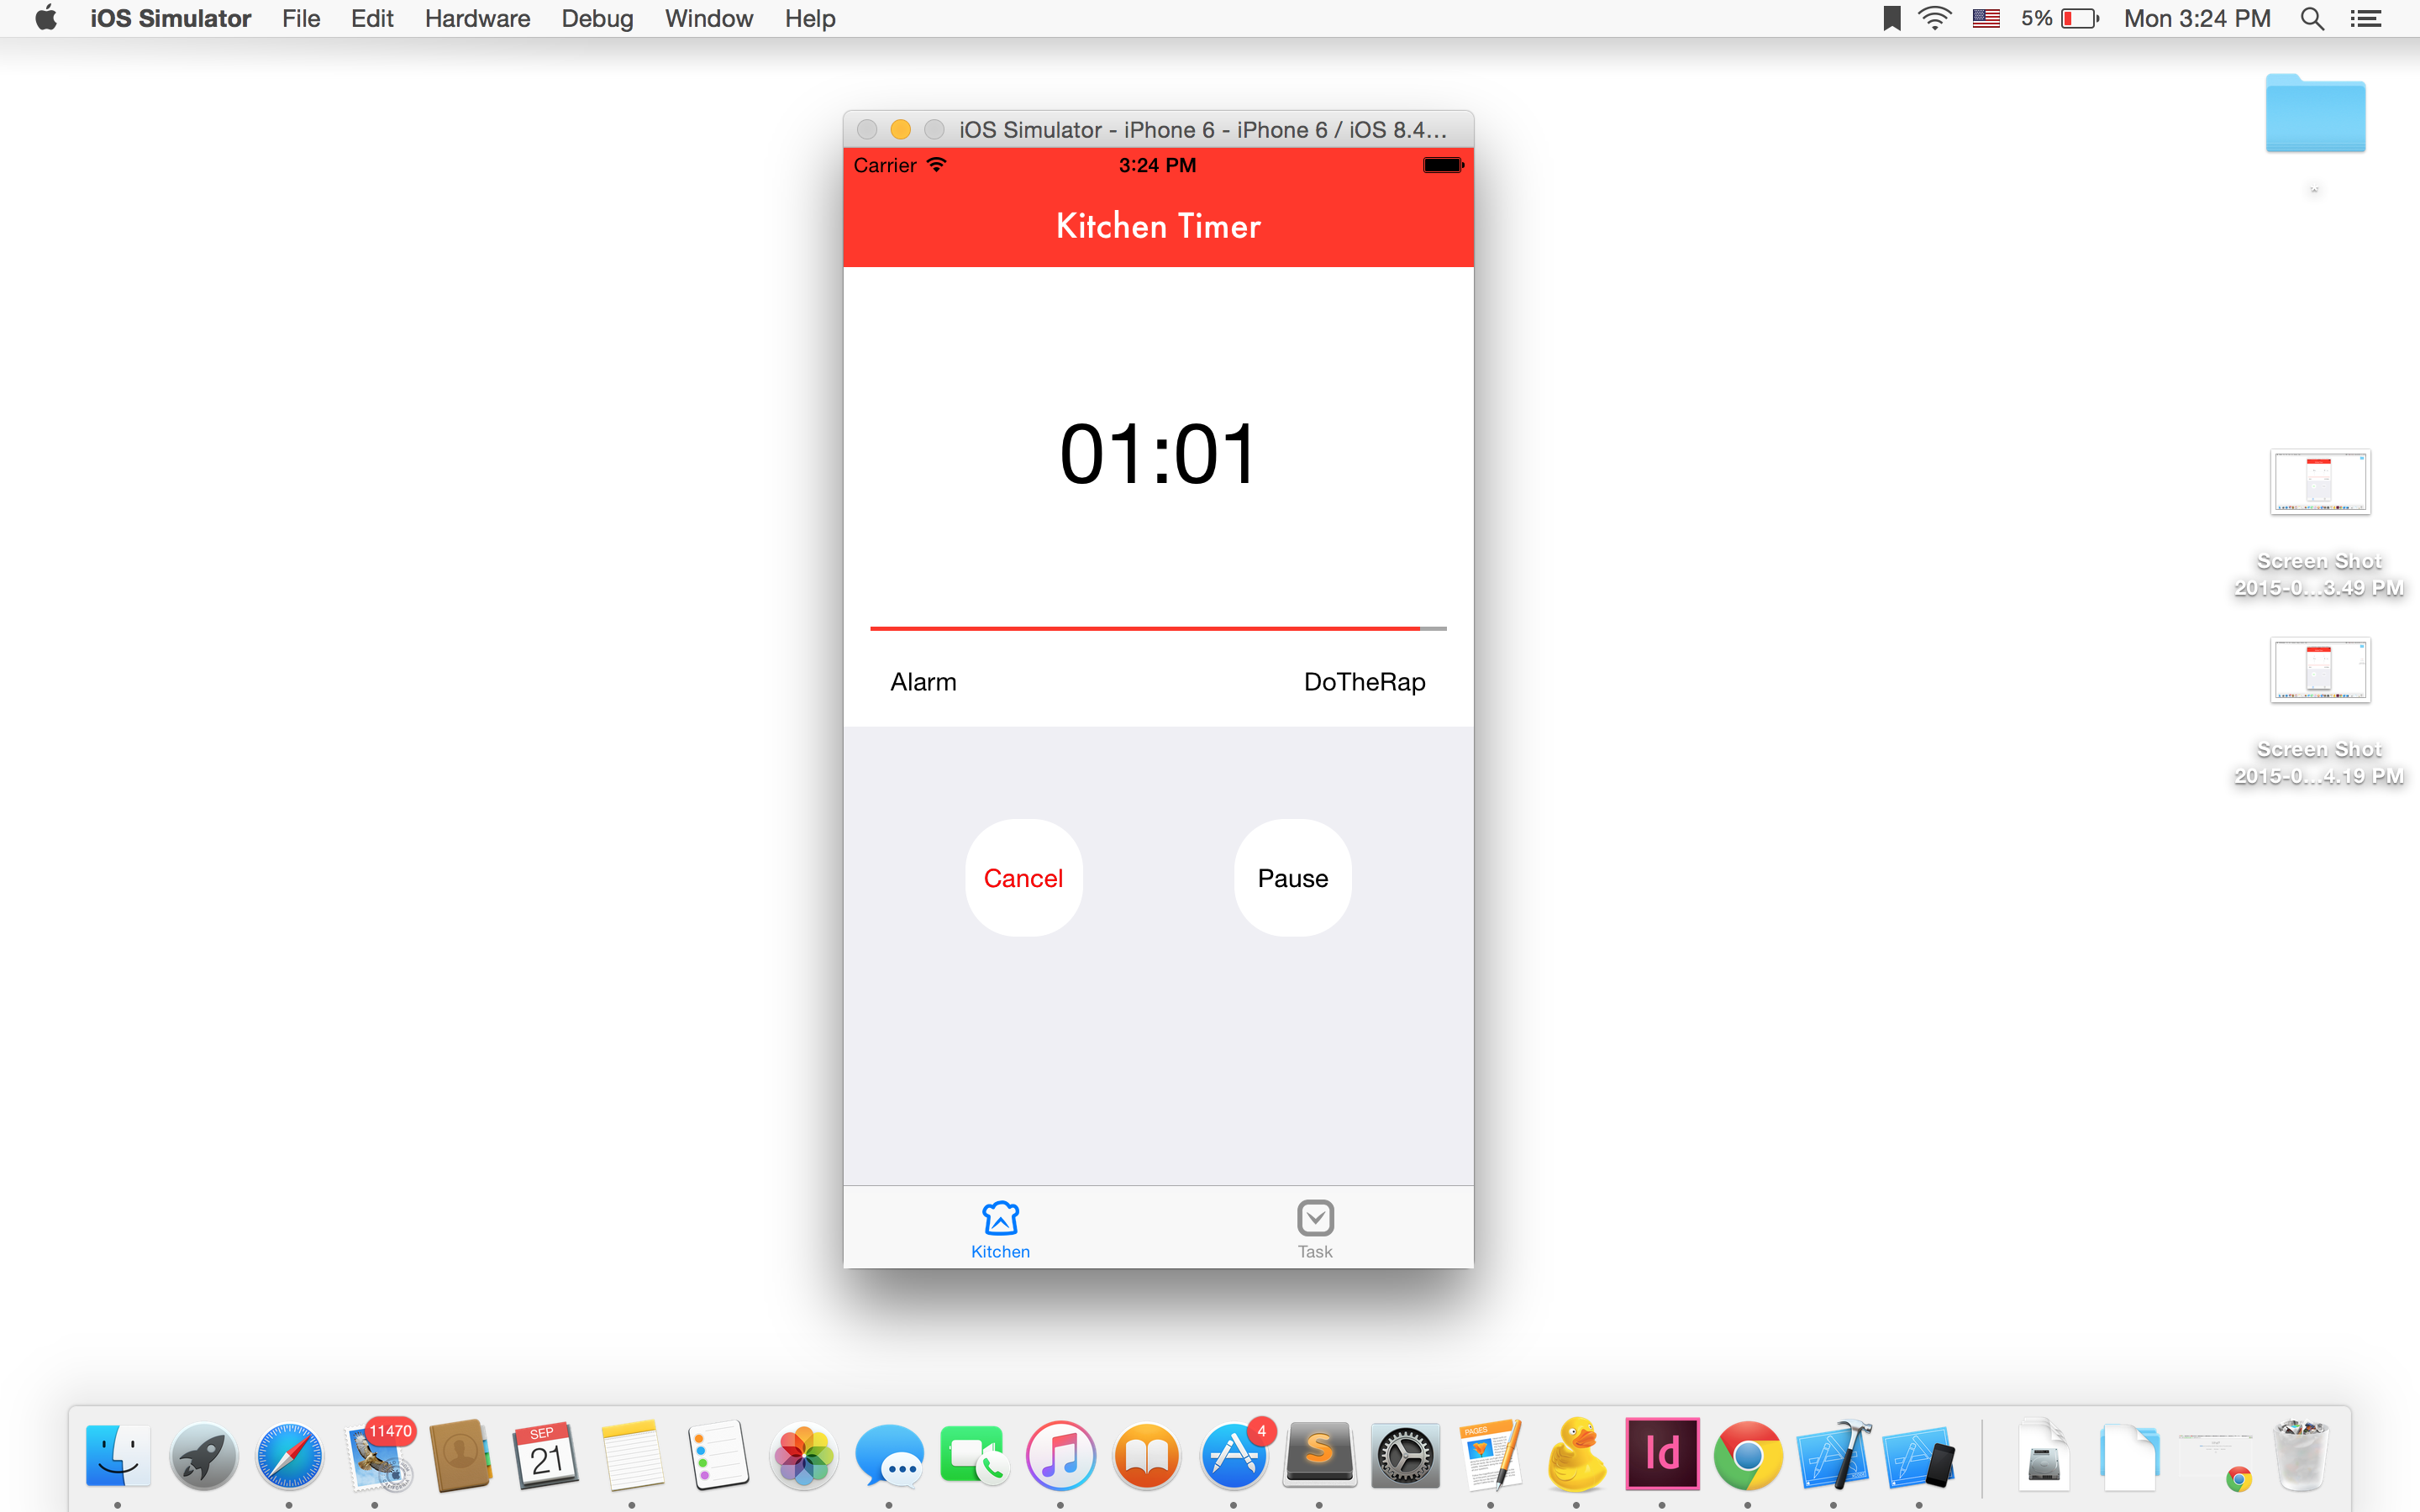 iOS Simulator File Edit Hardware Debug Window Help 5% Mon 3:24 PM
iOS Simulator - iPhone 6 - iPhone 6 / iOS 8.4...
Carrier 3:24 PM
Kitchen Timer
01:01
Alarm DoTheRap
Cancel Pause
Kitchen Task
Screen Shot
2015-0...3.49 PM
Screen Shot
2015-0...4.19 PM
11470
SEP
21
4
S
PAGES
Id